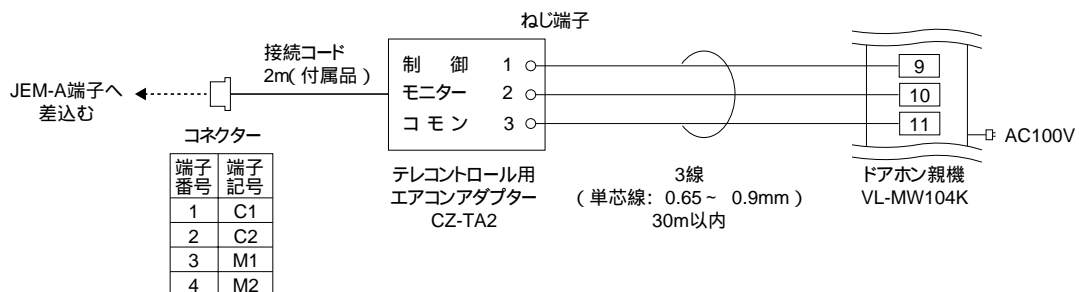 ねじ端子
接続コード
2m(付属品)
JEM-A端子へ
差込む
制 御 1
モニター 2
コモン 3
9
10
11
AC100V
コネクター
端子番号 端子記号
1 C1
2 C2
3 M1
4 M2
テレコントロール用
エアコンアダプター
CZ-TA2
3線
(単芯線: 0.65~ 0.9mm)
30m以内
ドアホン親機
VL-MW104K